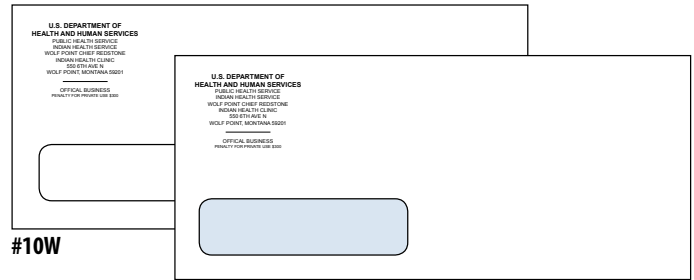 U.S. DEPARTMENT OF
HEALTH AND HUMAN SERVICES
PUBLIC HEALTH SERVICE
INDIAN HEALTH SERVICE
WOLF POINT CHIEF REDSTONE
INDIAN HEALTH CLINIC
550 6TH AVE N
WOLF POINT, MONTANA 59201
OFFICAL BUSINESS
PENALTY FOR PRIVATE USE $300
U.S. DEPARTMENT OF
HEALTH AND HUMAN SERVICES
PUBLIC HEALTH SERVICE
INDIAN HEALTH SERVICE
WOLF POINT CHIEF REDSTONE
INDIAN HEALTH CLINIC
550 6TH AVE N
WOLF POINT, MONTANA 59201
OFFICAL BUSINESS
PENALTY FOR PRIVATE USE $300
#10W